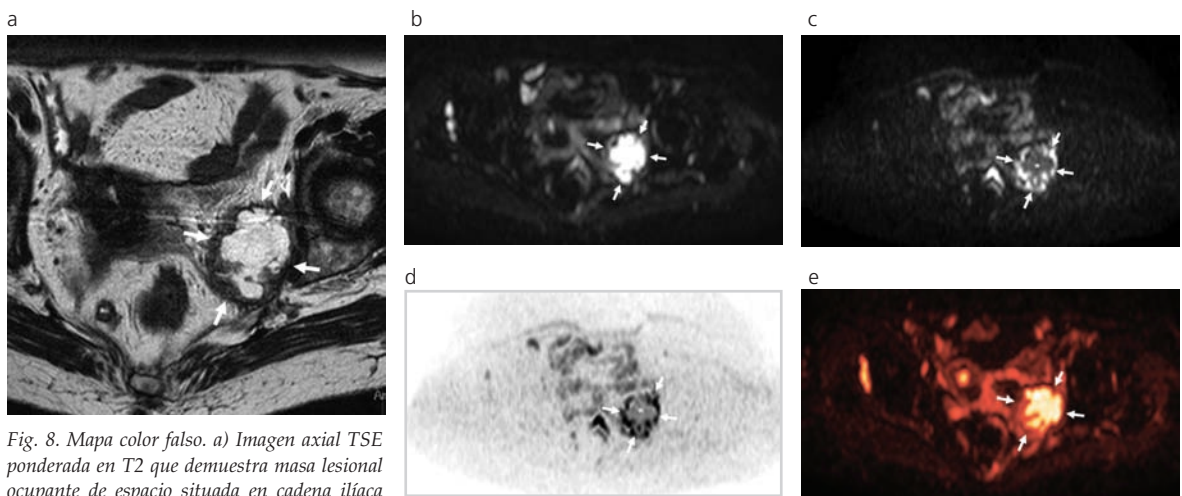 a
b
c
d
e
Fig. 8. Mapa color falso. a) Imagen axial TSE
ponderada en T2 que demuestra masa lesional
ocupante de espacio situada en cadena ilíaca